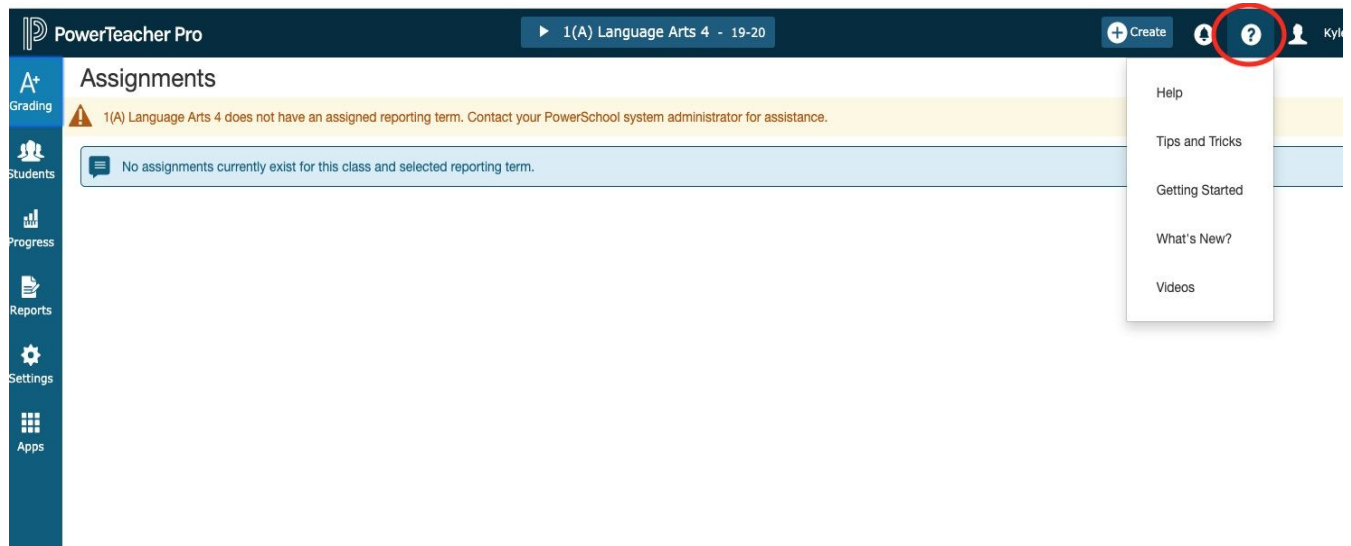 PowerTeacher Pro
1(A) Language Arts 4 - 19-20
Create
?
A+
Grading
Students
Progress
Reports
Settings
Apps
Assignments
1(A) Language Arts 4 does not have an assigned reporting term. Contact your PowerSchool system administrator for assistance.
No assignments currently exist for this class and selected reporting term.
Help
Tips and Tricks
Getting Started
What's New?
Videos